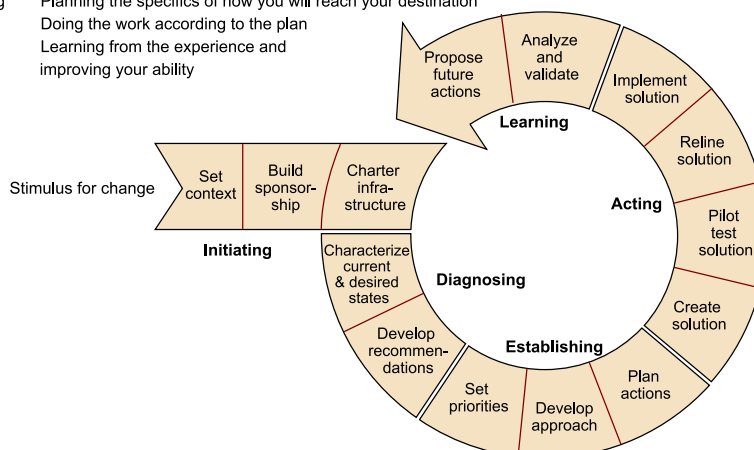 g Planning the specifics of how you will reach your destination
Doing the work according to the plan
Learning from the experience and
improving your ability
Propose
future
actions
Analyze
and
validate
Implement
solution
Reline
solution
Pilot
test
solution
Create
solution
Plan
actions
Develop
approach
Set
priorities
Develop
recommen-
dations
Characterize
current
& desired
states
Charter
infra-
structure
Build
sponsor-
ship
Set
context
Stimulus for change
Initiating
Diagnosing
Establishing
Acting
Learning